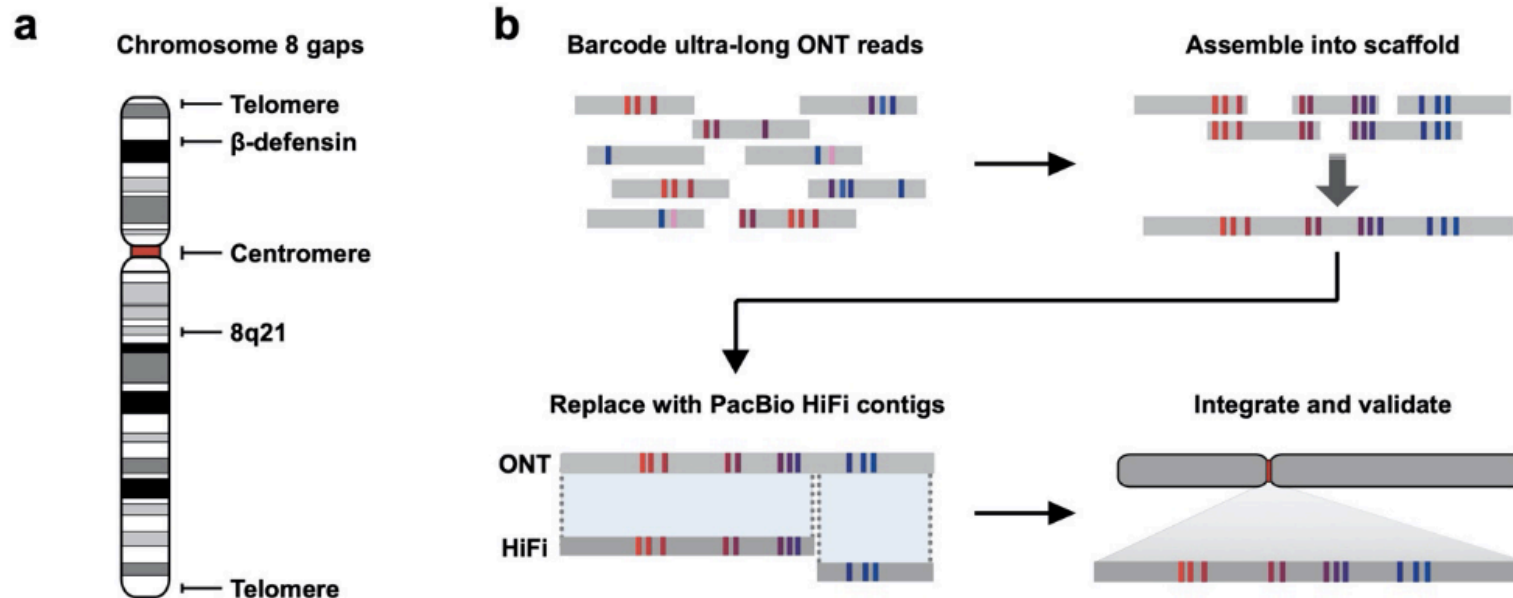 a
Chromosome 8 gaps
Telomere
β-defensin
Centromere
8q21
Telomere
b
Barcode ultra-long ONT reads
Assemble into scaffold
Replace with PacBio HiFi contigs
ONT
HiFi
Integrate and validate